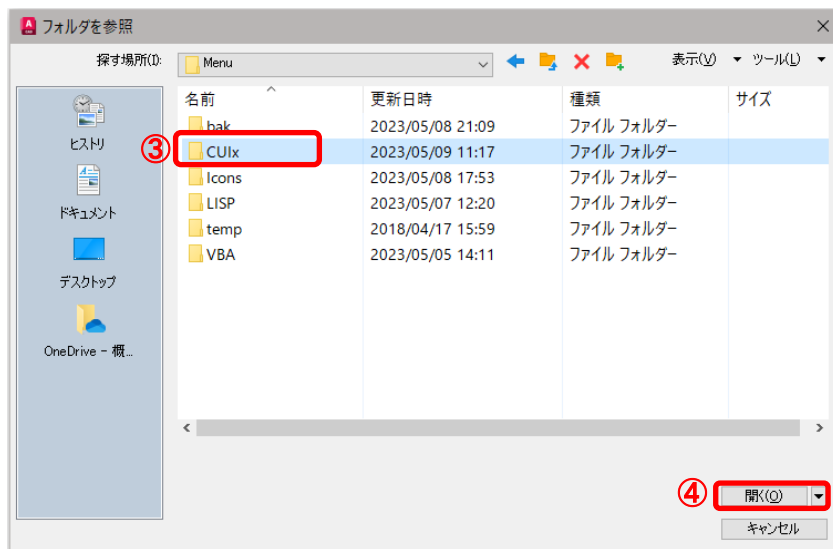 フォルダを参照
探す場所(I): Menu 表示(V) ツール(L)
名前 更新日時 種類 サイズ
bak 2023/05/08 21:09 ファイル フォルダー
③ CUIx 2023/05/09 11:17 ファイル フォルダー
Icons 2023/05/08 17:53 ファイル フォルダー
LISP 2023/05/07 12:20 ファイル フォルダー
temp 2018/04/17 15:59 ファイル フォルダー
VBA 2023/05/05 14:11 ファイル フォルダー
ヒストリ
ドキュメント
デスクトップ
OneDrive - 概...
④ 開く(O)
キャンセル